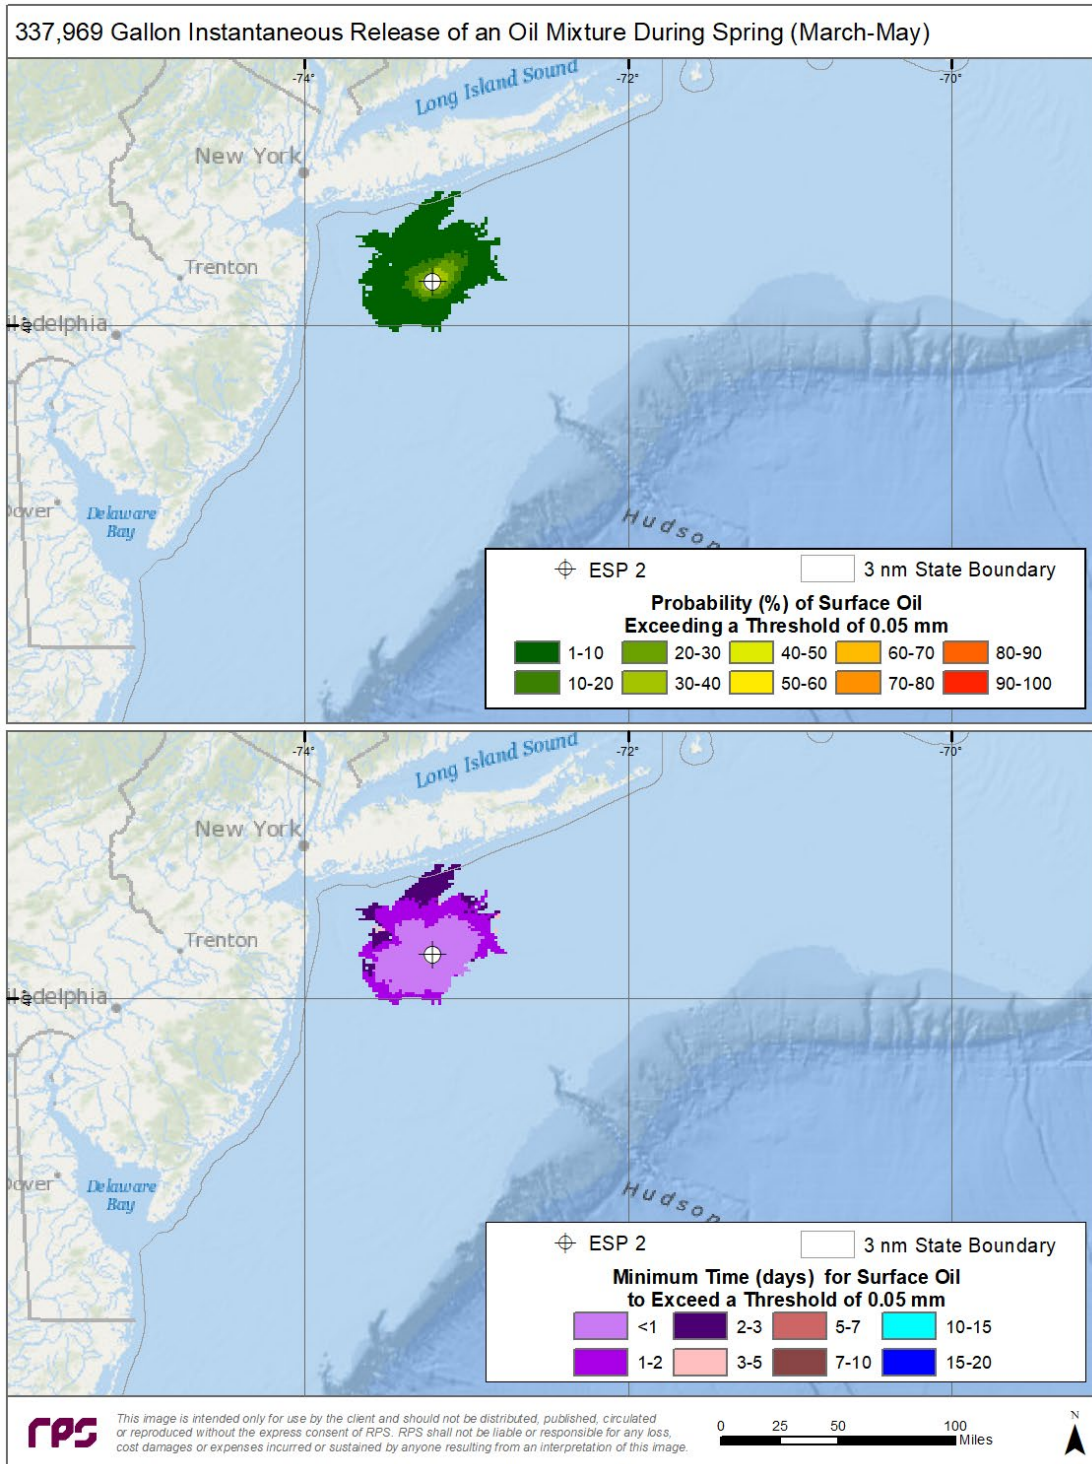 337,969 Gallon Instantaneous Release of an Oil Mixture During Spring (March-May)
-74°
-72°
-70°
Long Island Sound
New York
Trenton
iladelphia
40°
Dover
Delaware
Bay
Hudson
ESP 2
3 nm State Boundary
Probability (%) of Surface Oil
Exceeding a Threshold of 0.05 mm
1-10
20-30
40-50
60-70
80-90
10-20
30-40
50-60
70-80
90-100
-74°
-72°
-70°
Long Island Sound
New York
Trenton
iladelphia
40°
Dover
Delaware
Bay
Hudson
ESP 2
3 nm State Boundary
Minimum Time (days) for Surface Oil
to Exceed a Threshold of 0.05 mm
<1
2-3
5-7
10-15
1-2
3-5
7-10
15-20
rps
This image is intended only for use by the client and should not be distributed, published, circulated
or reproduced without the express consent of RPS. RPS shall not be liable or responsible for any loss,
cost damages or expenses incurred or sustained by anyone resulting from an interpretation of this image.
0 25 50 100
Miles
N